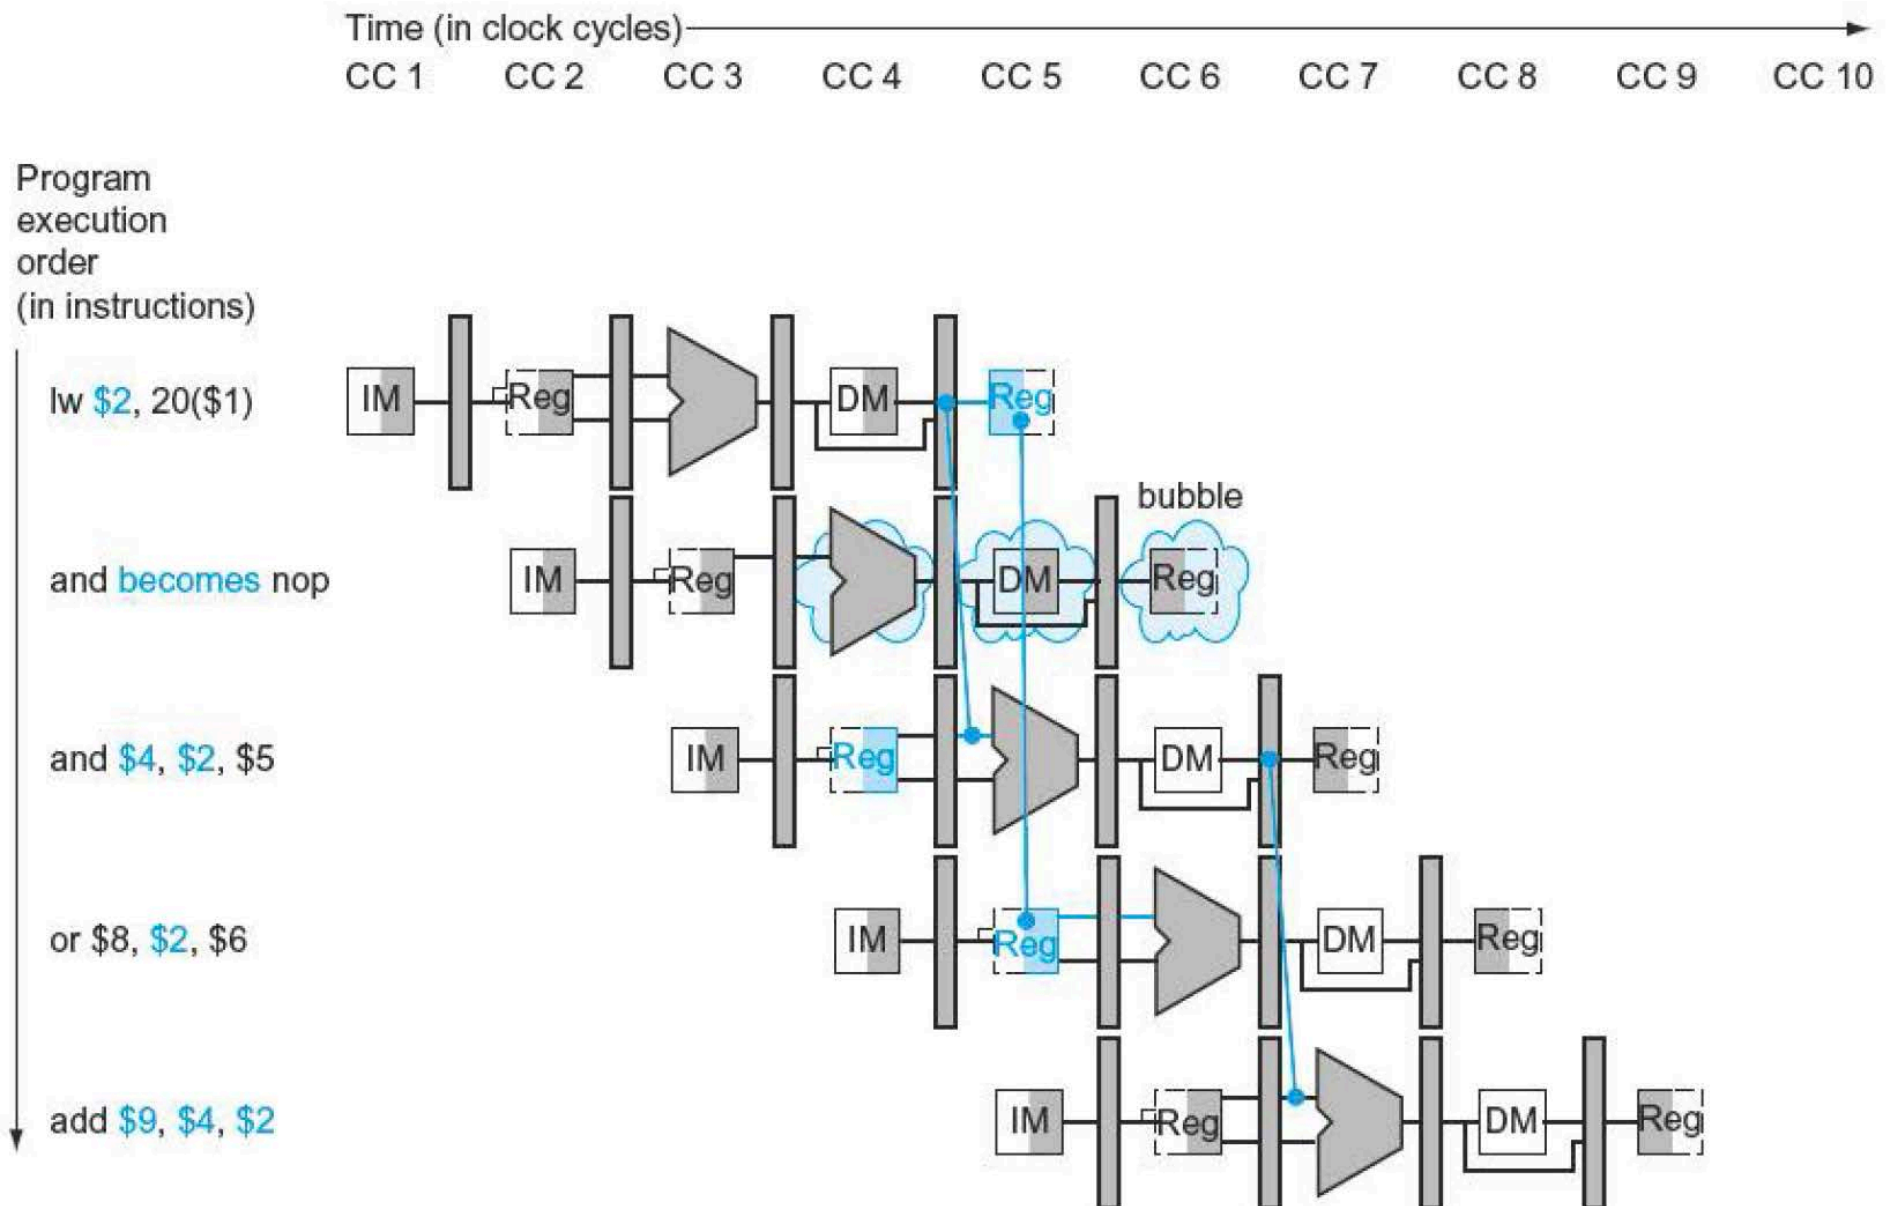 Time (in clock cycles)
CC 1 CC 2 CC 3 CC 4 CC 5 CC 6 CC 7 CC 8 CC 9 CC 10
Program
execution
order
(in instructions)
lw $2, 20($1) IM Reg DM Reg
bubble
and becomes nop IM Reg DM Reg
and $4, $2, $5 IM Reg DM Reg
or $8, $2, $6 IM Reg DM Reg
add $9, $4, $2 IM Reg DM Reg